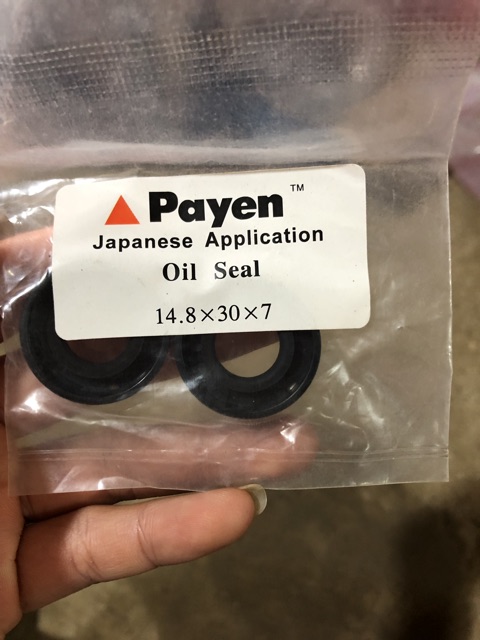 Payen™
Japanese Application
Oil Seal
14.8×30×7